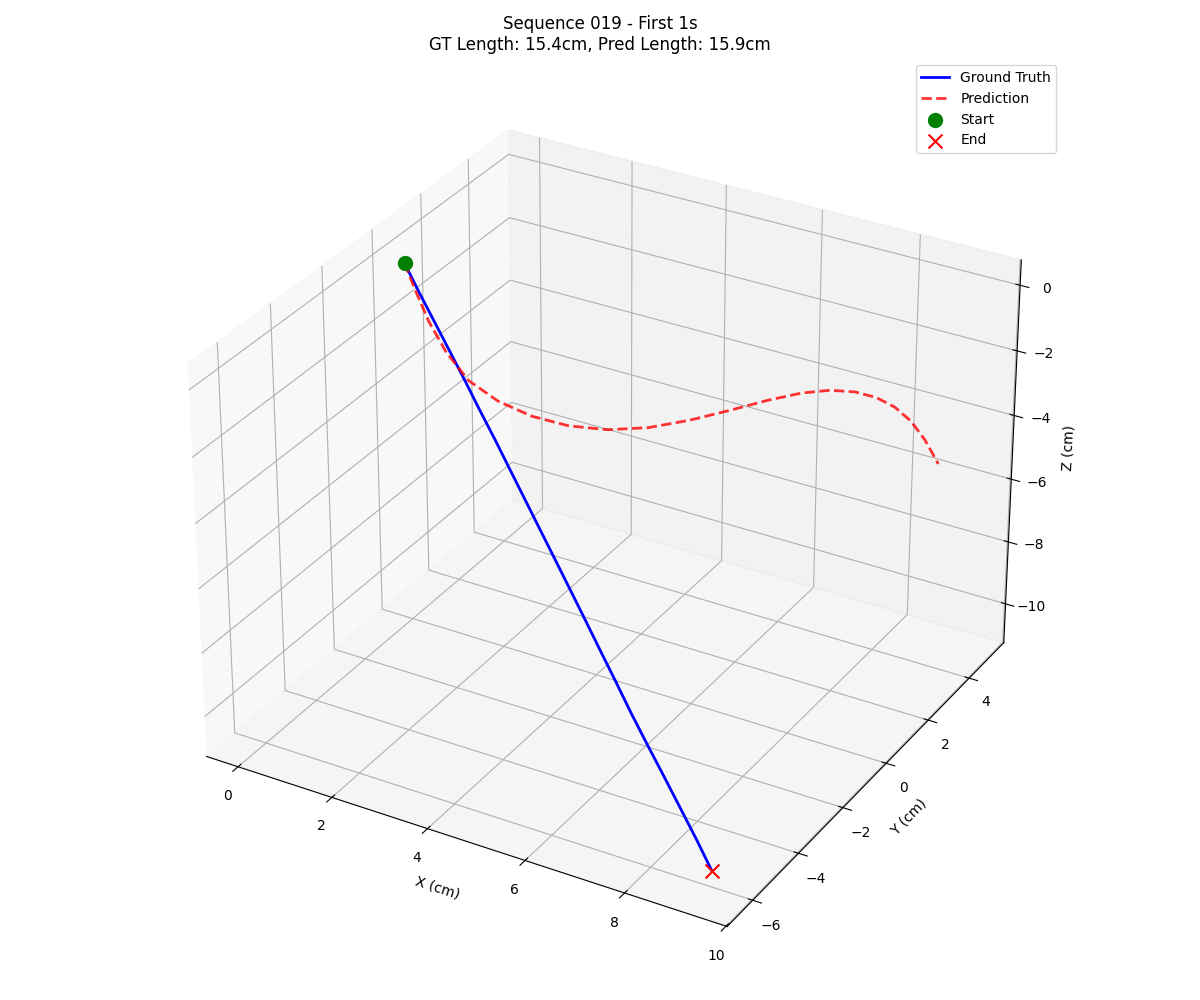 Sequence 019 - First 1s
GT Length: 15.4cm, Pred Length: 15.9cm
Ground Truth
Prediction
Start
End
0
−2
−4
−6
−8
−10
Z (cm)
4
2
0
−2
−4
−6
Y (cm)
0
2
4
6
8
10
X (cm)